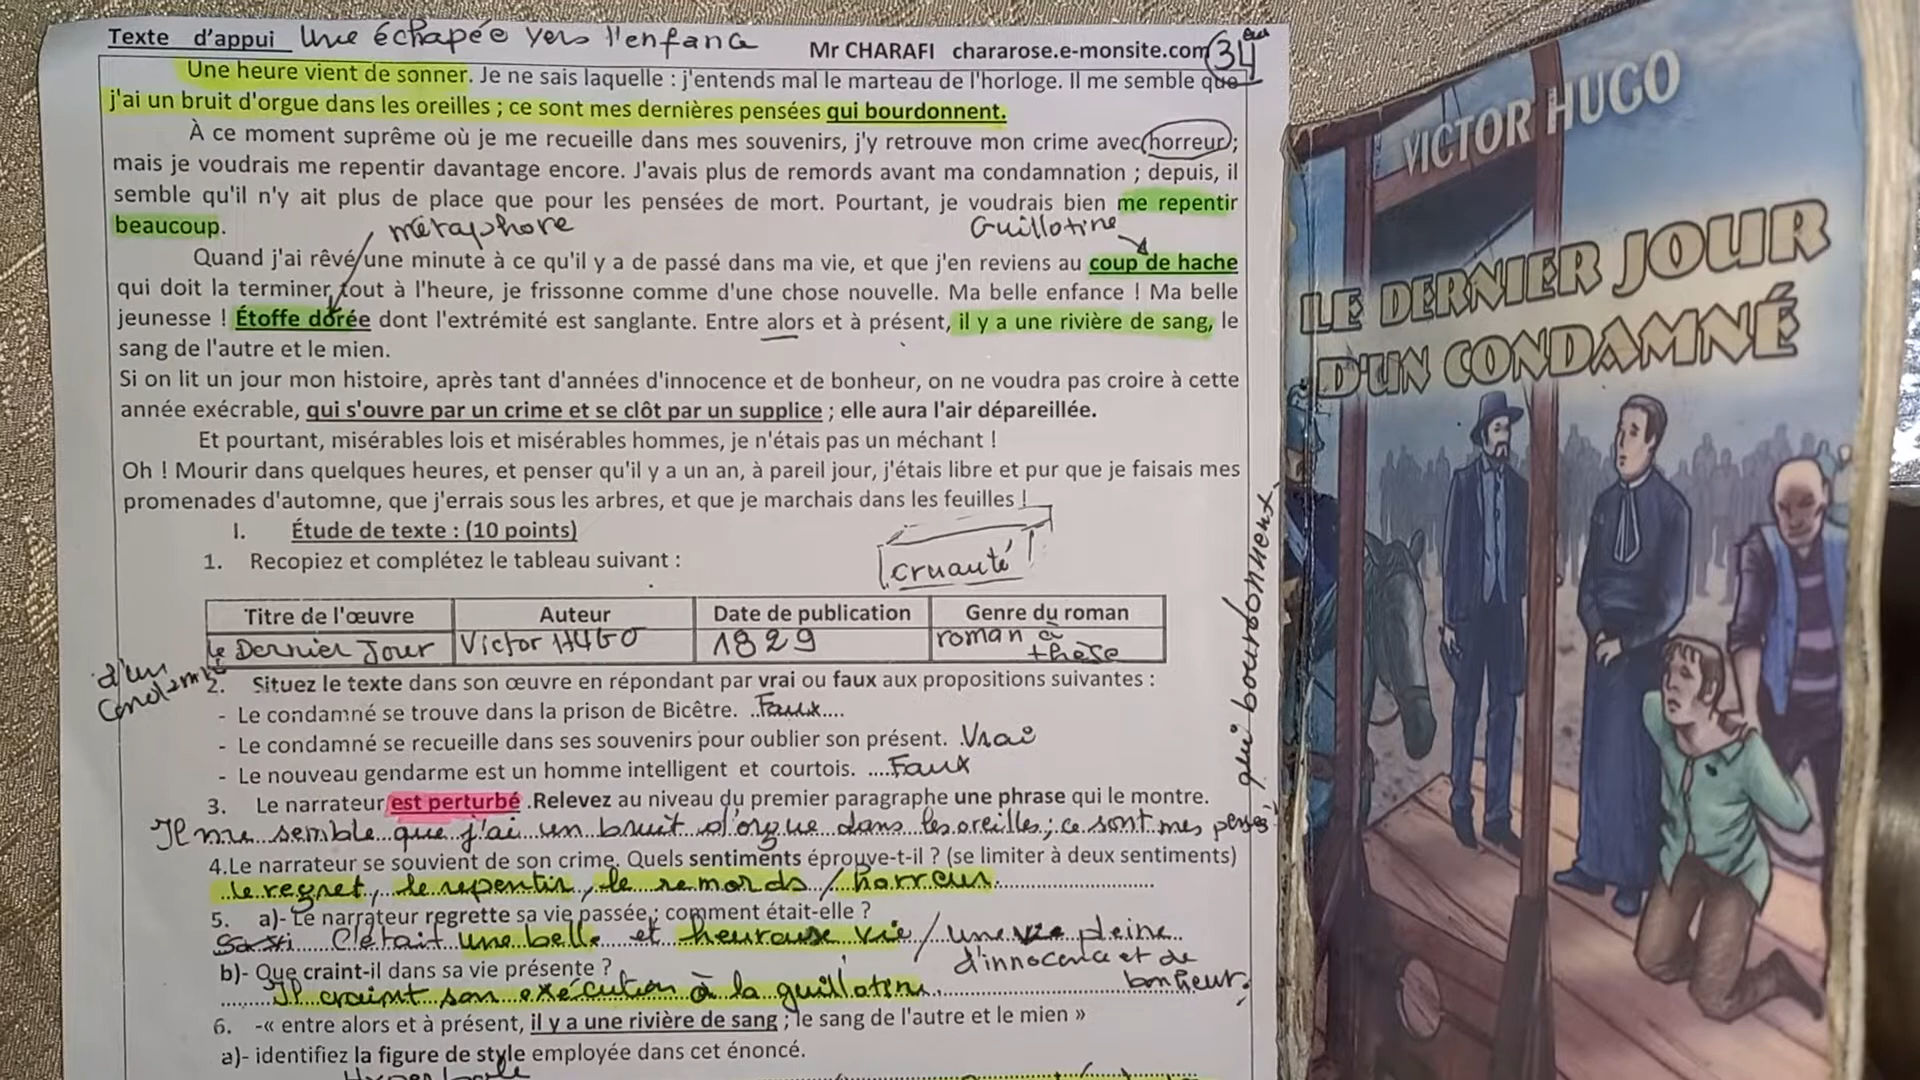 Texte d'appui Une échapée vers l'enfance Mr CHARAFI chararose.e-monsite.com 34
Une heure vient de sonner. Je ne sais laquelle : j'entends mal le marteau de l'horloge. Il me semble que
j'ai un bruit d'orgue dans les oreilles ; ce sont mes dernières pensées qui bourdonnent.
À ce moment suprême où je me recueille dans mes souvenirs, j'y retrouve mon crime avec horreur ;
mais je voudrais me repentir davantage encore. J'avais plus de remords avant ma condamnation ; depuis, il
semble qu'il n'y ait plus de place que pour les pensées de mort. Pourtant, je voudrais bien me repentir
beaucoup.
métaphore
Guillotine
Quand j'ai rêvé une minute à ce qu'il y a de passé dans ma vie, et que j'en reviens au coup de hache
qui doit la terminer tout à l'heure, je frissonne comme d'une chose nouvelle. Ma belle enfance ! Ma belle
jeunesse ! Étoffe dorée dont l'extrémité est sanglante. Entre alors et à présent, il y a une rivière de sang, le
sang de l'autre et le mien.
Si on lit un jour mon histoire, après tant d'années d'innocence et de bonheur, on ne voudra pas croire à cette
année exécrable, qui s'ouvre par un crime et se clôt par un supplice ; elle aura l'air dépareillée.
Et pourtant, misérables lois et misérables hommes, je n'étais pas un méchant !
Oh ! Mourir dans quelques heures, et penser qu'il y a un an, à pareil jour, j'étais libre et pur que je faisais mes
promenades d'automne, que j'errais sous les arbres, et que je marchais dans les feuilles !
I. Étude de texte : (10 points)
1. Recopiez et complétez le tableau suivant :
cruauté
Titre de l'œuvre Auteur Date de publication Genre du roman
le Dernier Jour Victor HUGO 1829 roman à
thèse
d'un
Condamné
2. Situez le texte dans son œuvre en répondant par vrai ou faux aux propositions suivantes :
- Le condamné se trouve dans la prison de Bicêtre. ..Faux....
- Le condamné se recueille dans ses souvenirs pour oublier son présent. .Vrai
- Le nouveau gendarme est un homme intelligent et courtois. ....Faux
3. Le narrateur est perturbé .Relevez au niveau du premier paragraphe une phrase qui le montre.
Il me semble que j'ai un bruit d'orgue dans les oreilles ; ce sont mes pensées
qui bourdonnent
4.Le narrateur se souvient de son crime. Quels sentiments éprouve-t-il ? (se limiter à deux sentiments)
le regret, le repentir, le remords / horreur
5. a)- Le narrateur regrette sa vie passée ; comment était-elle ?
C'était une belle et heureuse vie / une vie pleine
d'innocence et de
bonheur.
b)- Que craint-il dans sa vie présente ?
Il craint son exécution à la guillotine.
6. -« entre alors et à présent, il y a une rivière de sang ; le sang de l'autre et le mien »
a)- identifiez la figure de style employée dans cet énoncé.
Hyperbole
VICTOR HUGO
LE DERNIER JOUR
D'UN CONDAMNÉ